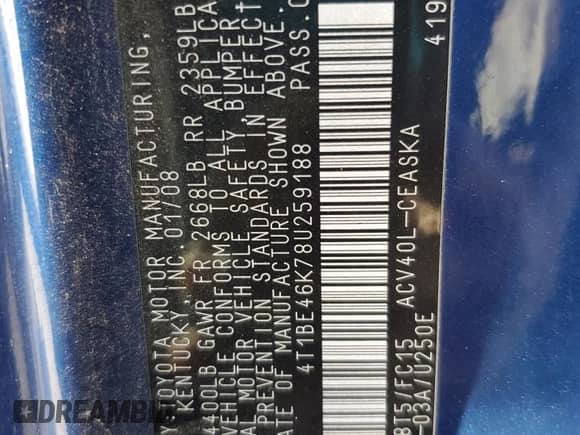 TOYOTA MOTOR MANUFACTURING,
KENTUCKY, INC 01/08
4400LB GAWR FR 2668LB RR 2359LB
VEHICLE CONFORMS TO ALL APPLICA
AL MOTOR VEHICLE SAFETY BUMPER
PREVENTION STANDARDS IN EFFECT
ATE OF MANUFACTURE SHOWN ABOVE
4T1BE46K78U259188 PASS.C
8T5/FC15 ACV40L-CEASKA 419
03A/U250E
DREAMBID